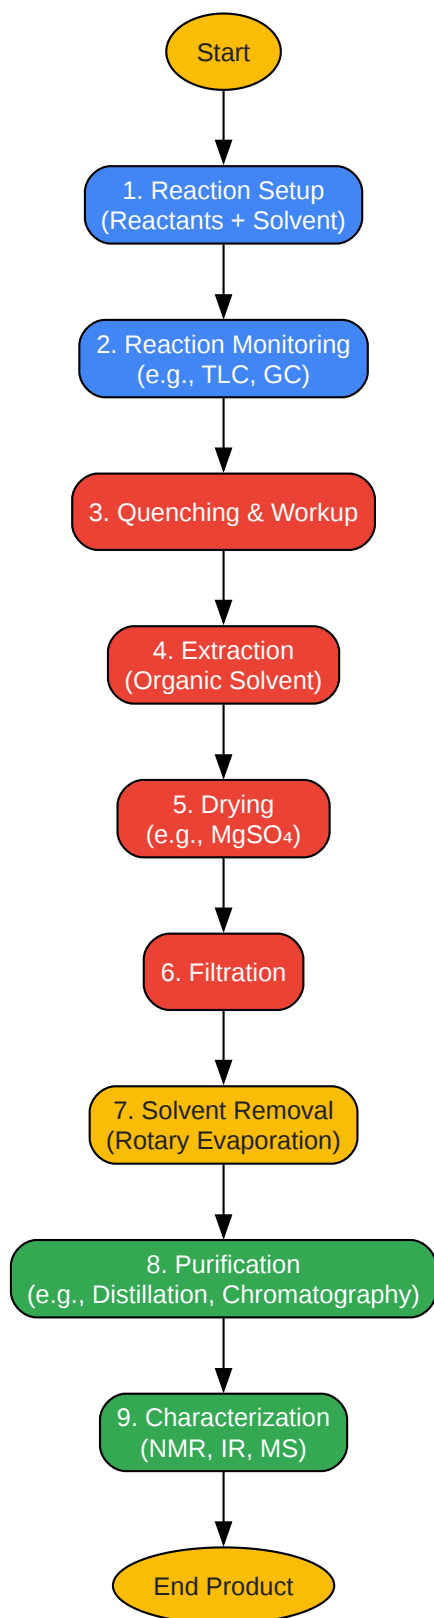 Start
1. Reaction Setup
(Reactants + Solvent)
2. Reaction Monitoring
(e.g., TLC, GC)
3. Quenching & Workup
4. Extraction
(Organic Solvent)
5. Drying
(e.g., MgSO₄)
6. Filtration
7. Solvent Removal
(Rotary Evaporation)
8. Purification
(e.g., Distillation, Chromatography)
9. Characterization
(NMR, IR, MS)
End Product